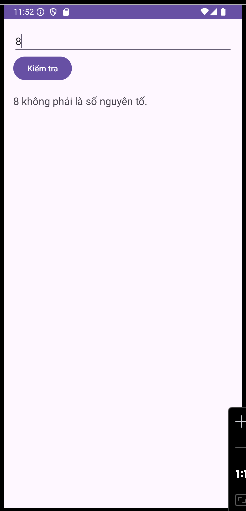 11:52
8
Kiểm tra
8 không phải là số nguyên tố.